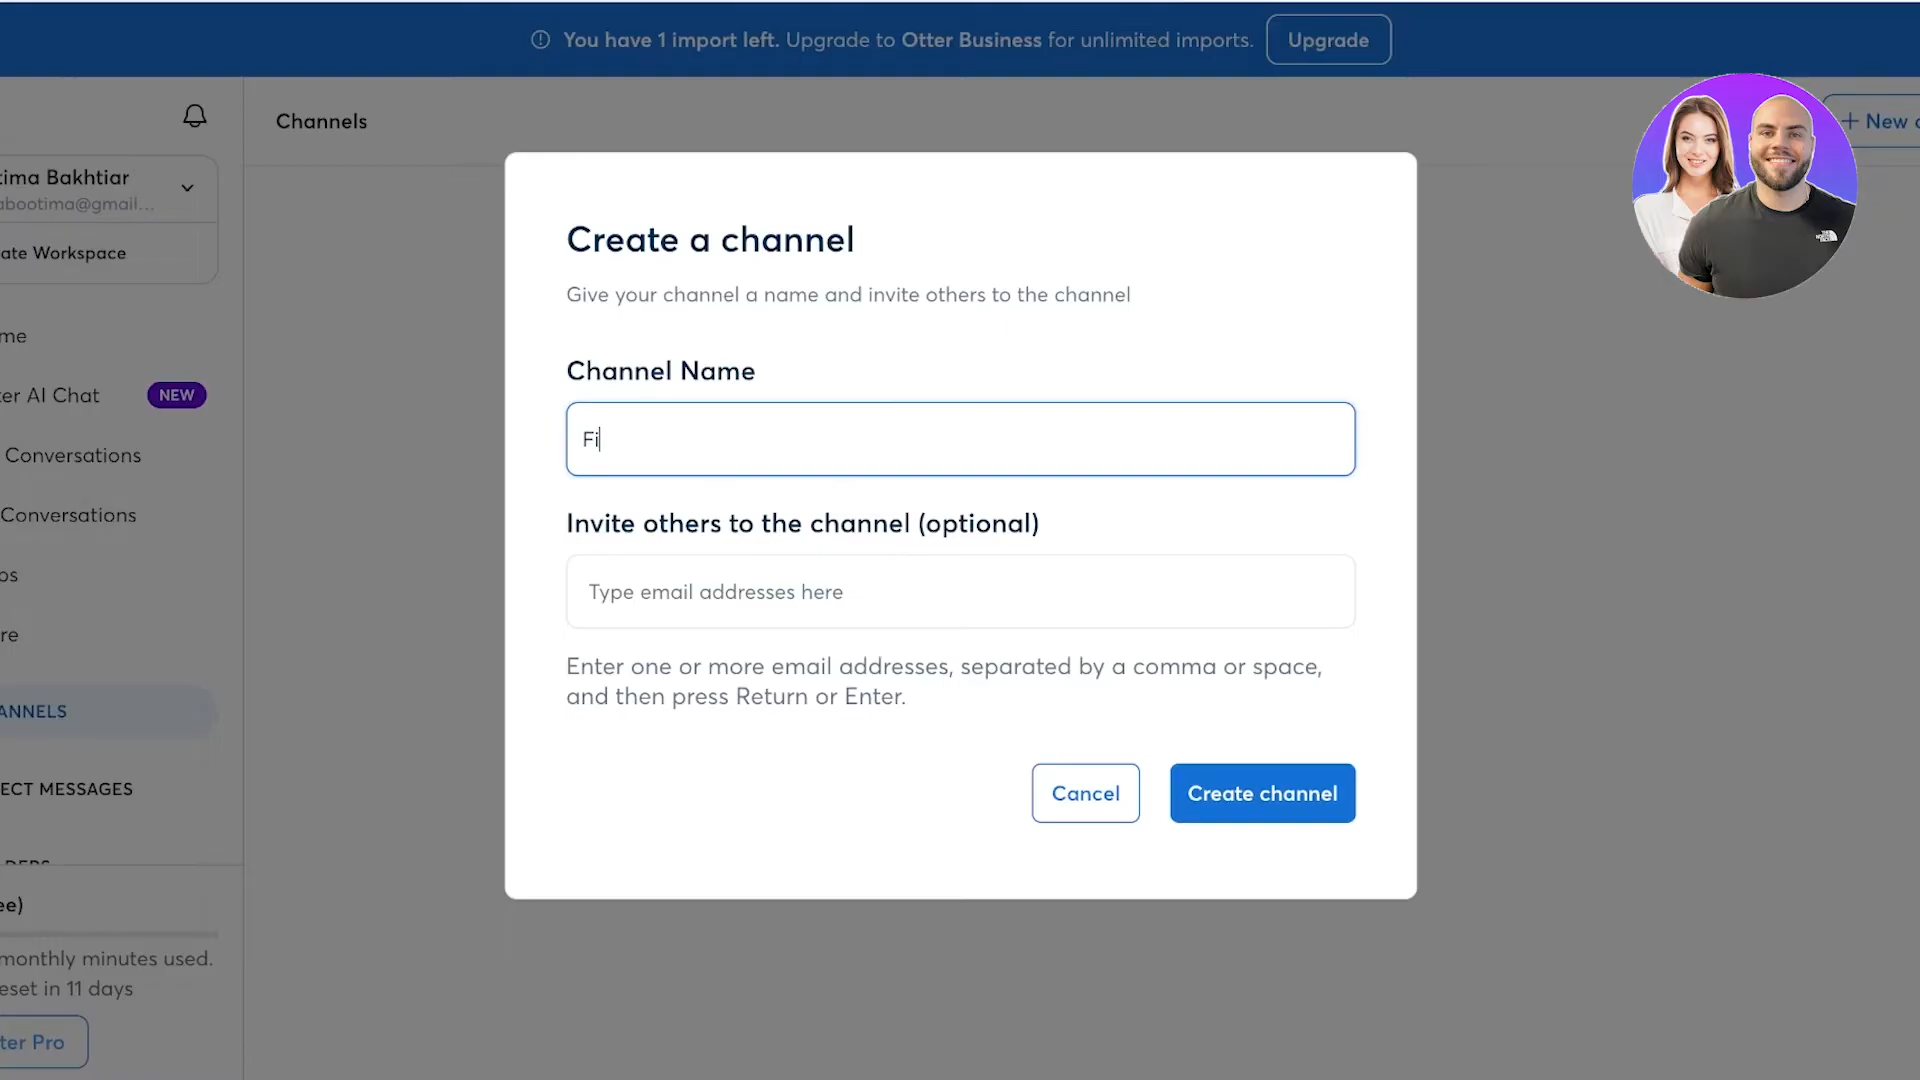 You have 1 import left. Upgrade to Otter Business for unlimited imports.
Upgrade
Channels
+ New
tima Bakhtiar
abootima@gmail...
ate Workspace
me
ter AI Chat
NEW
Conversations
Conversations
ps
re
ANNELS
ECT MESSAGES
ee)
monthly minutes used.
eset in 11 days
ter Pro
Create a channel
Give your channel a name and invite others to the channel
Channel Name
Fi
Invite others to the channel (optional)
Type email addresses here
Enter one or more email addresses, separated by a comma or space,
and then press Return or Enter.
Cancel
Create channel